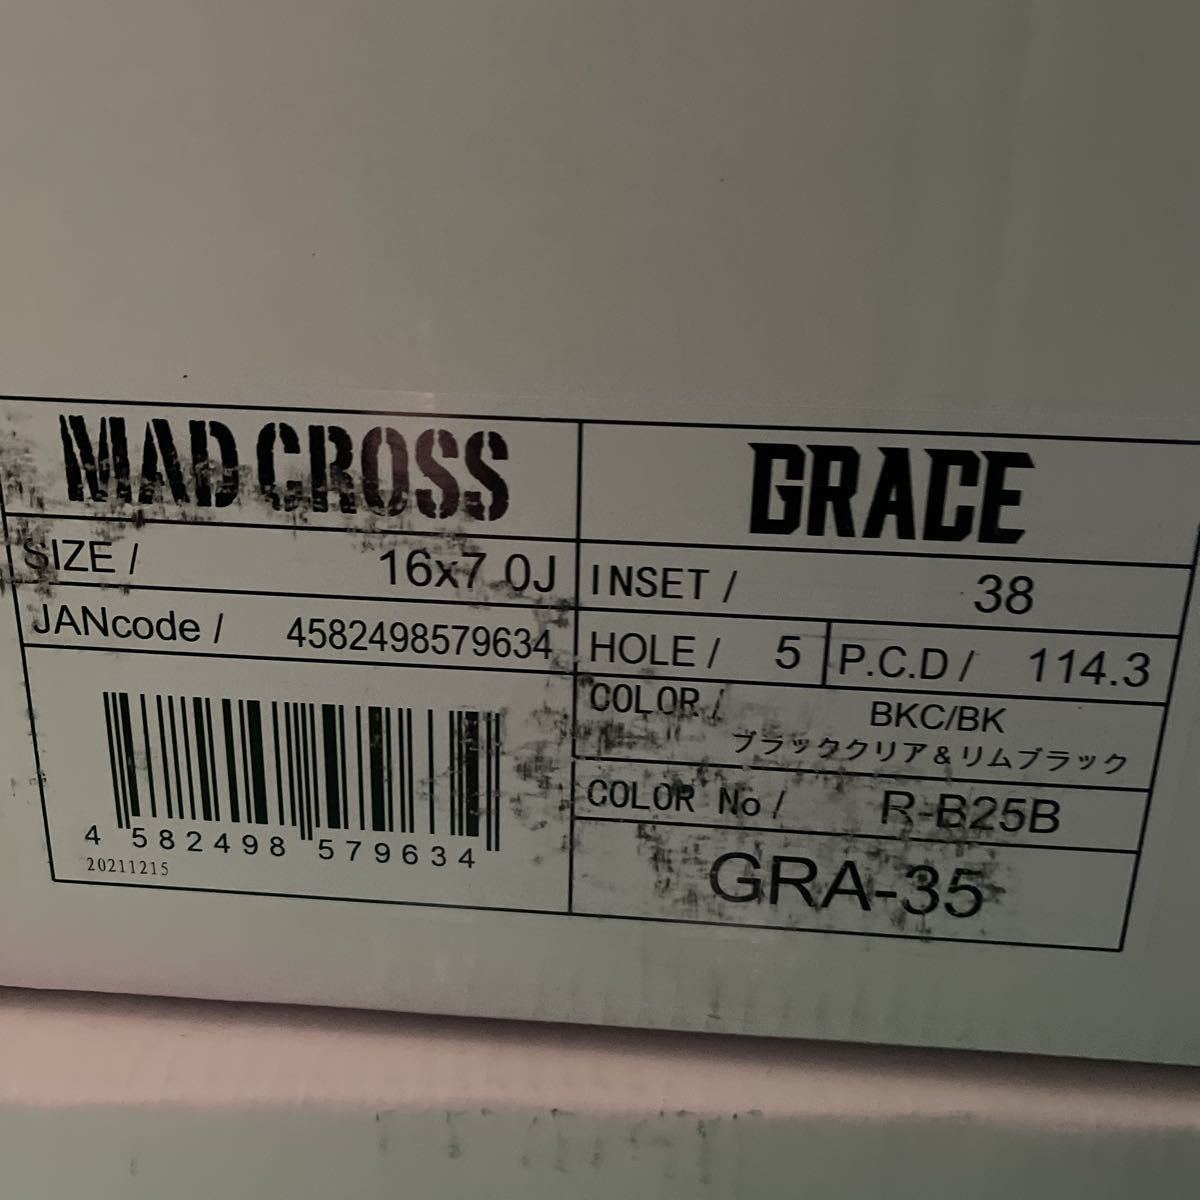 MAD CROSS
GRACE
SIZE / 16x7.0J
INSET / 38
JANcode / 4582498579634
HOLE / 5 P.C.D / 114.3
COLOR / BKC/BK
ブラッククリア&リムブラック
COLOR No / R-B25B
GRA-35
4 582498 579634
20211215